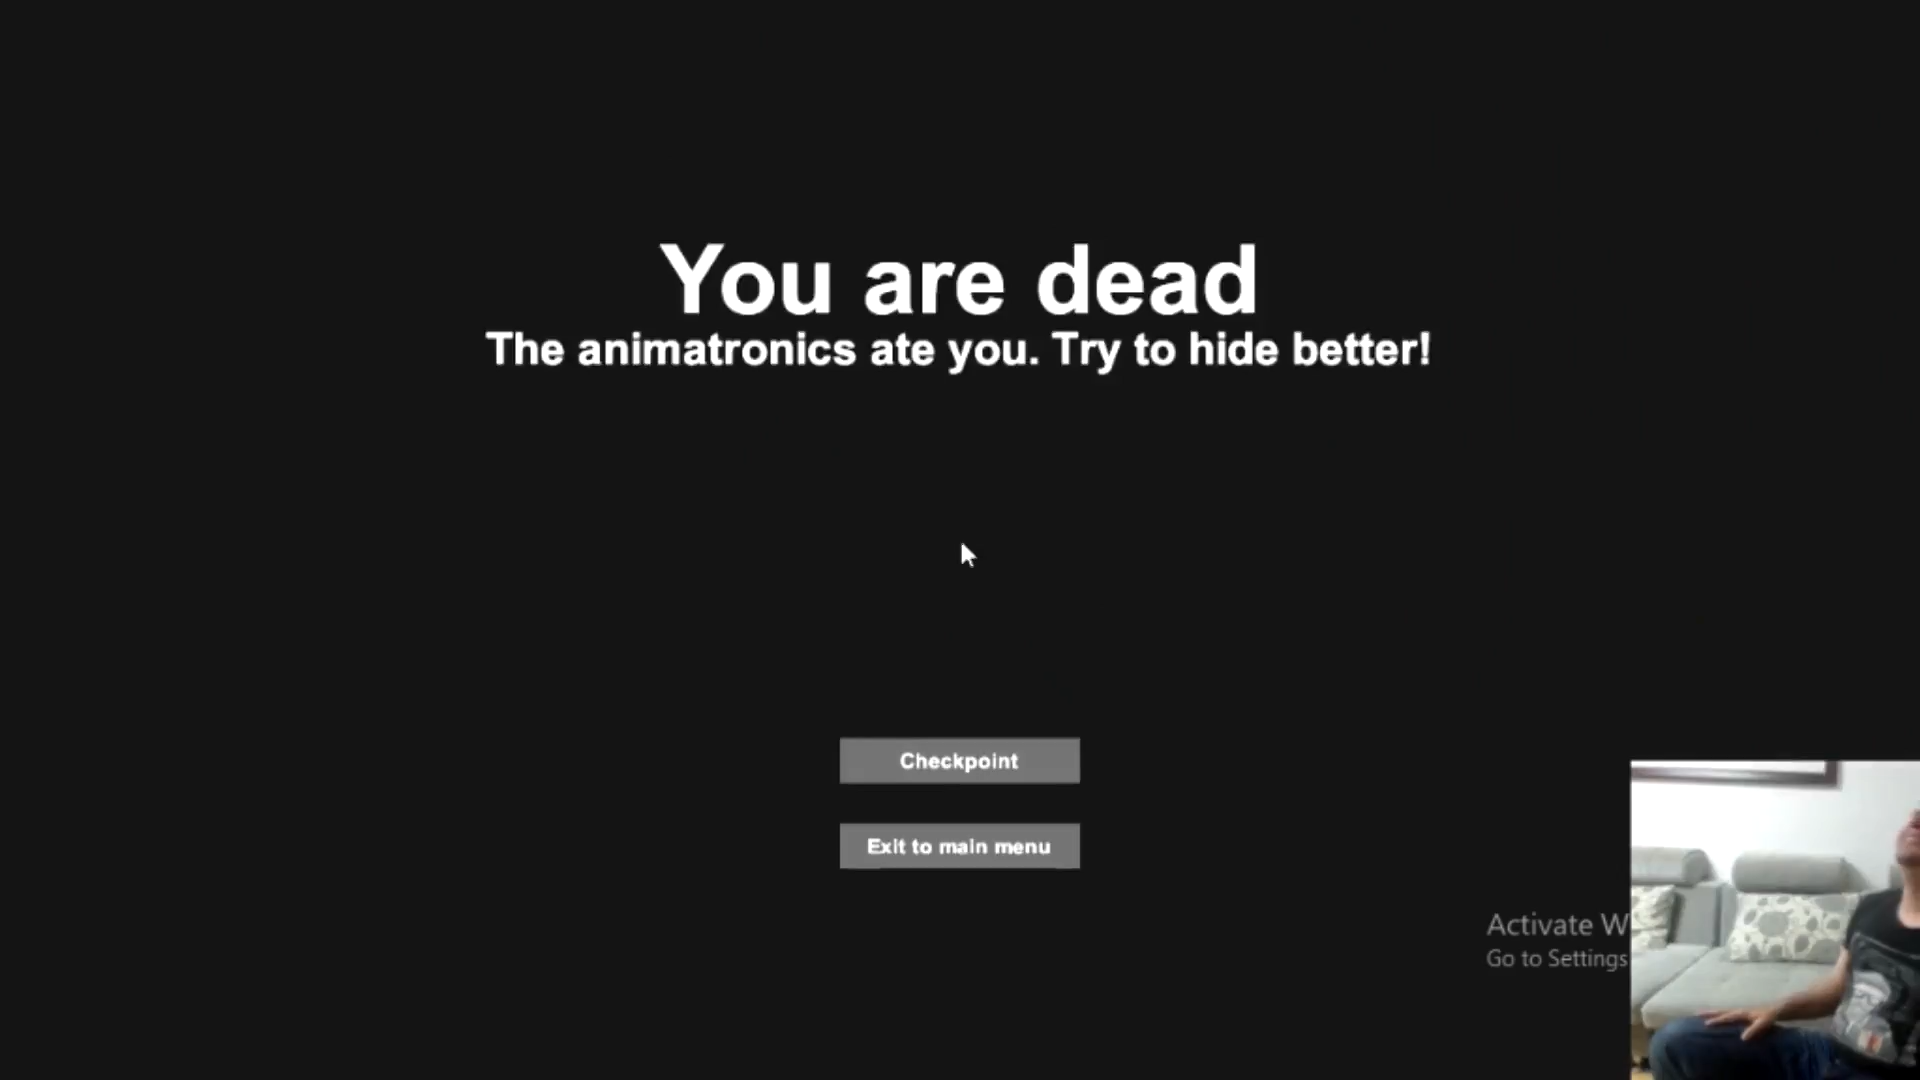 You are dead
The animatronics ate you. Try to hide better!
Checkpoint
Exit to main menu
Activate W
Go to Settings